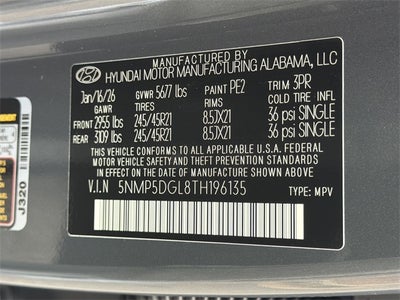 MANUFACTURED BY
HYUNDAI MOTOR MANUFACTURING ALABAMA, LLC
Jan/16/26 GVWR 5677 lbs PAINT PE2 TRIM 3PR
GAWR TIRES RIMS COLD TIRE INFL.
FRONT 2955 lbs 245/45R21 8.5JX21 36 psi SINGLE
REAR 3109 lbs 245/45R21 8.5JX21 36 psi SINGLE
THIS VEHICLE CONFORMS TO ALL APPLICABLE U.S.A. FEDERAL
MOTOR VEHICLE SAFETY, BUMPER, AND THEFT PREVENTION
STANDARDS IN EFFECT ON THE DATE OF MANUFACTURE SHOWN ABOVE.
V.I.N 5NMP5DGL8TH196135 TYPE: MPV
J320